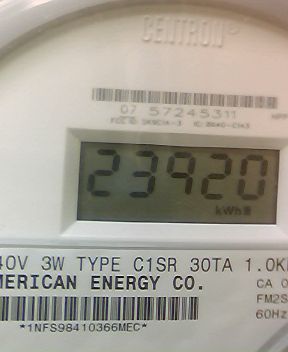 CENTRON
07 57245311
23920
kWh
40V 3W TYPE C1SR 30TA 1.0K
MERICAN ENERGY CO.
CA 0
FM2S
60Hz
*1NFS98410366MEC*